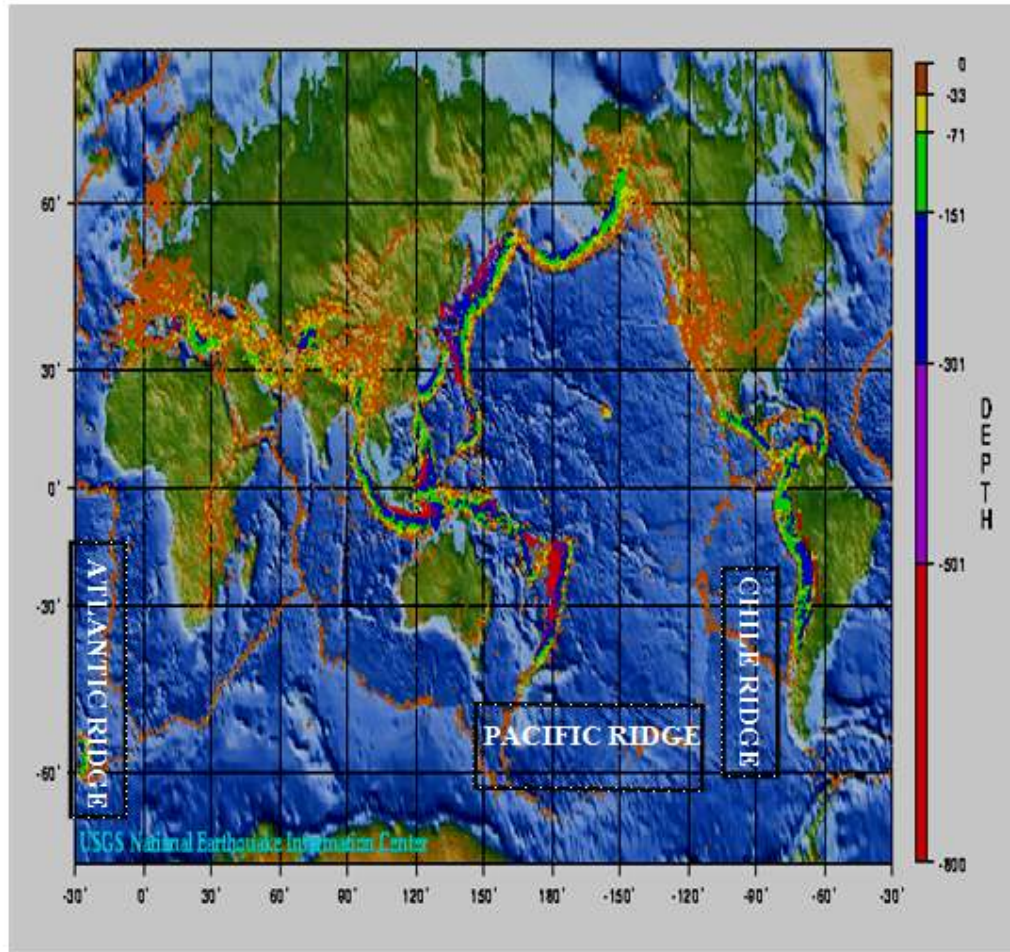 0
-33
-71
-151
-301
-501
-800
DEPTH
60'
30'
0'
-30'
-60'
ATLANTIC RIDGE
PACIFIC RIDGE
CHILE RIDGE
USGS National Earthquake Information Center
-30' 0' 30' 60' 90' 120' 150' 180' -150' -120' -90' -60' -30'